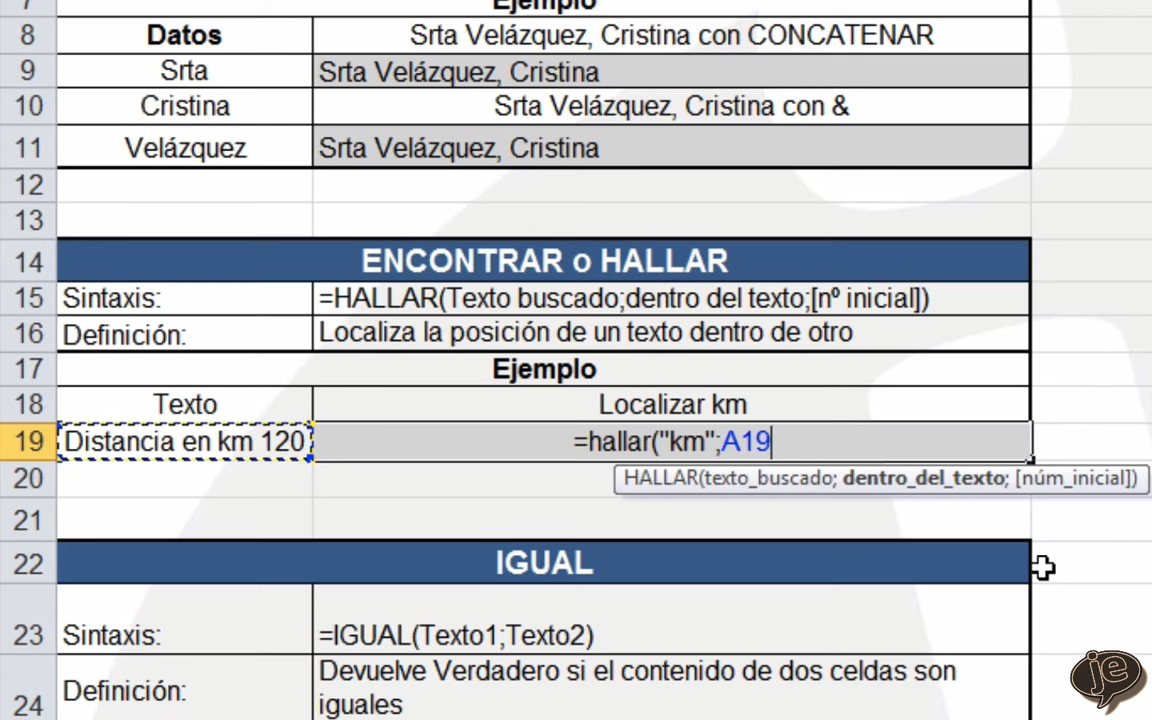 7 Ejemplo
8 Datos Srta Velázquez, Cristina con CONCATENAR
9 Srta Srta Velázquez, Cristina
10 Cristina Srta Velázquez, Cristina con &
11 Velázquez Srta Velázquez, Cristina
12
13
14 ENCONTRAR o HALLAR
15 Sintaxis: =HALLAR(Texto buscado;dentro del texto;[nº inicial])
16 Definición: Localiza la posición de un texto dentro de otro
17 Ejemplo
18 Texto Localizar km
19 Distancia en km 120 =hallar("km";A19
20 HALLAR(texto_buscado; dentro_del_texto; [núm_inicial])
21
22 IGUAL
23 Sintaxis: =IGUAL(Texto1;Texto2)
24 Definición: Devuelve Verdadero si el contenido de dos celdas son
iguales
je